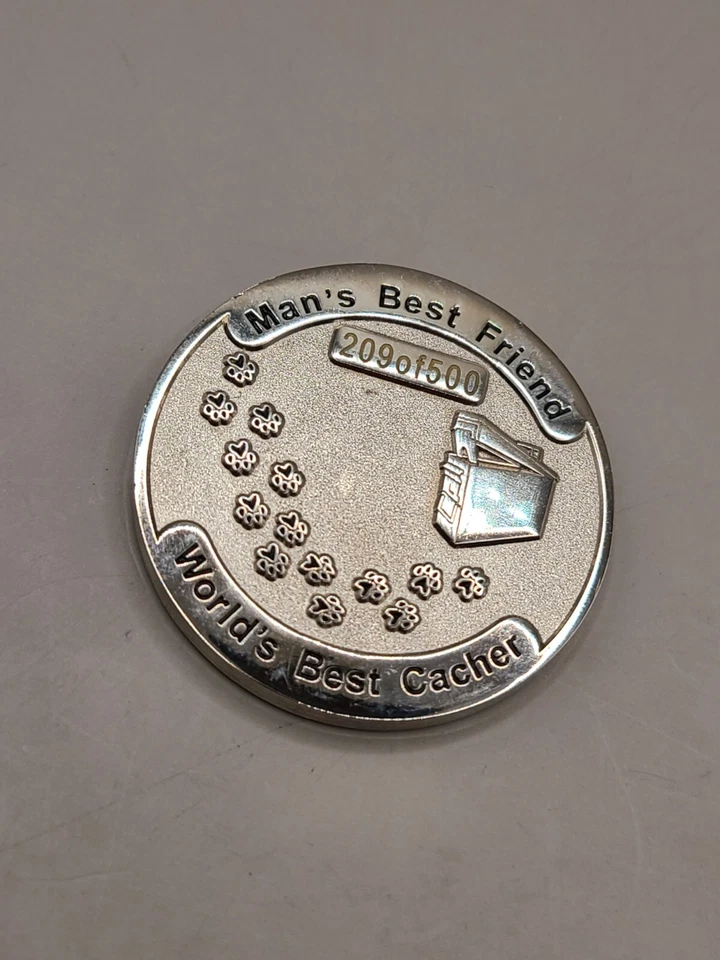 Man's Best Friend
209of500
World's Best Cacher